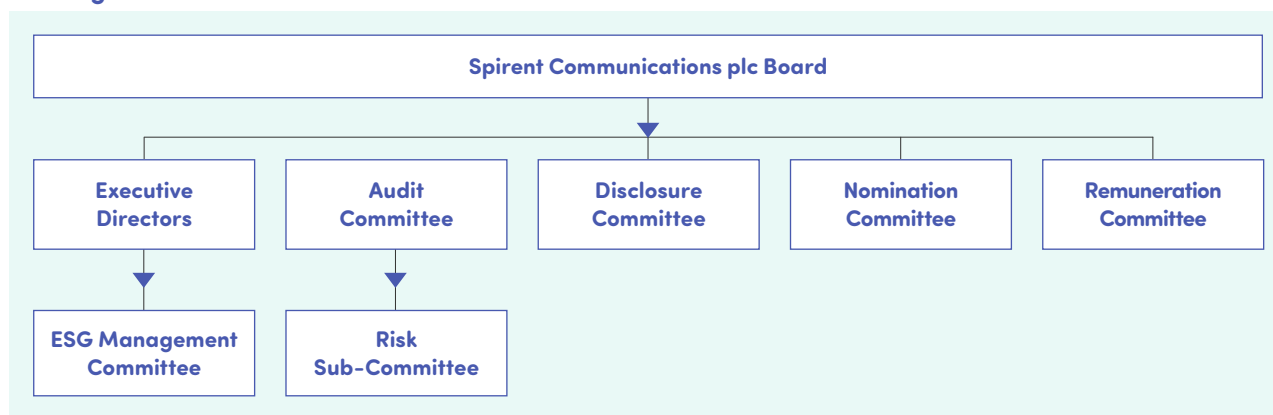 Spirent Communications plc Board
Executive
Directors
Audit
Committee
Disclosure
Committee
Nomination
Committee
Remuneration
Committee
ESG Management
Committee
Risk
Sub-Committee